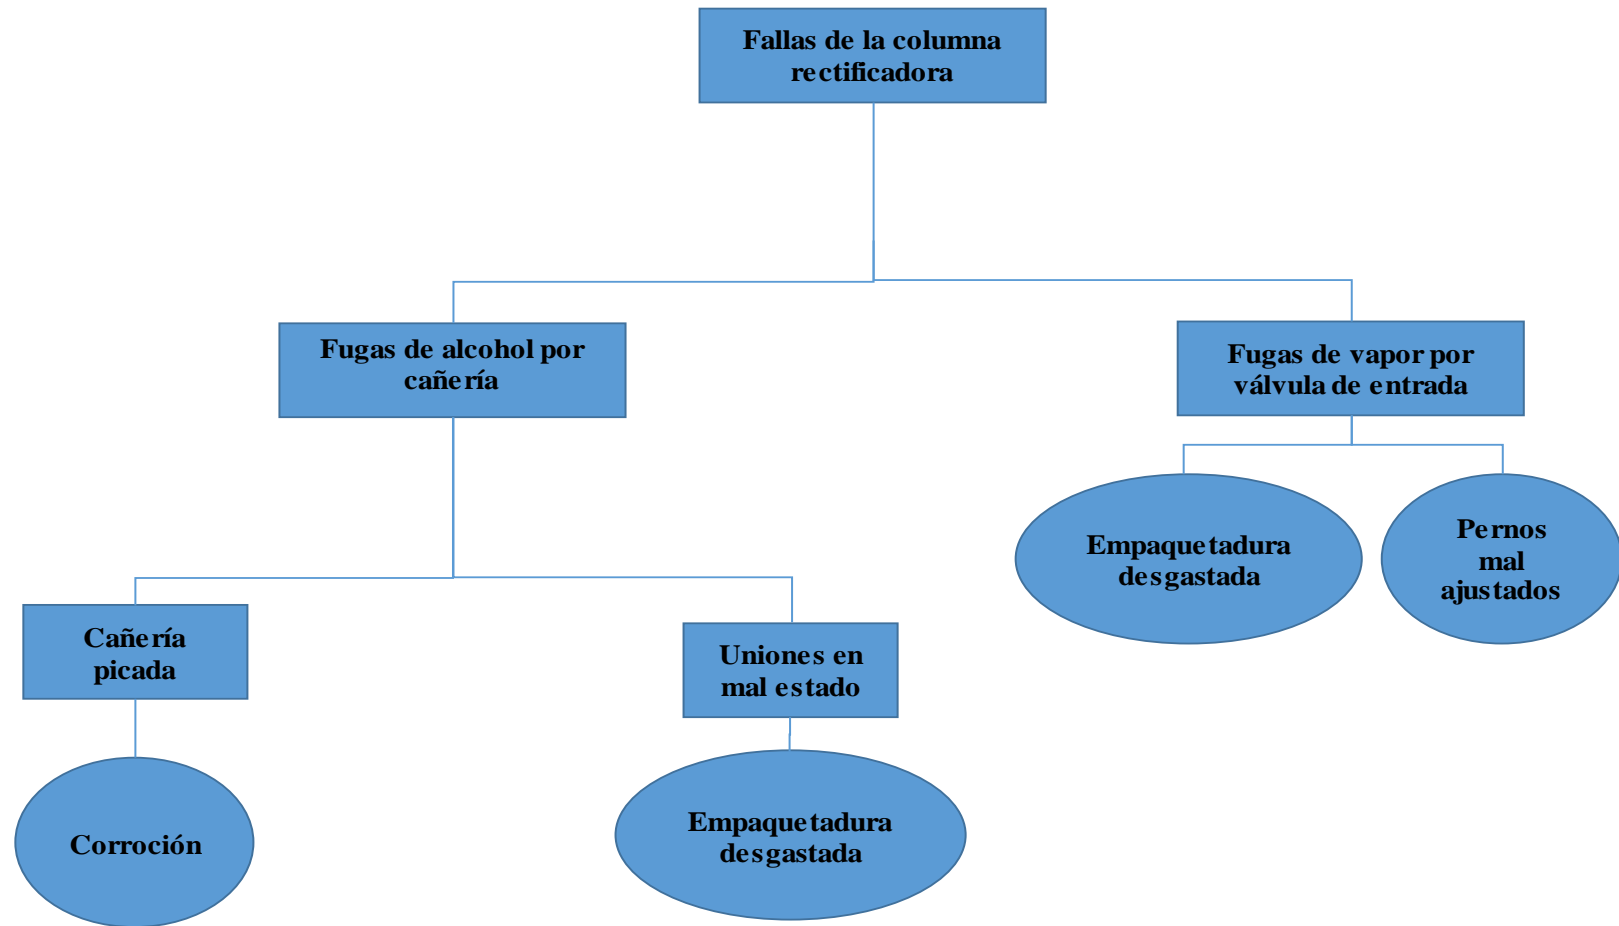 Fallas de la columna
rectificadora
Fugas de alcohol por
cañería
Fugas de vapor por
válvula de entrada
Empaquetadura
desgastada
Pernos
mal
ajustados
Cañería
picada
Uniones en
mal estado
Corroción
Empaquetadura
desgastada